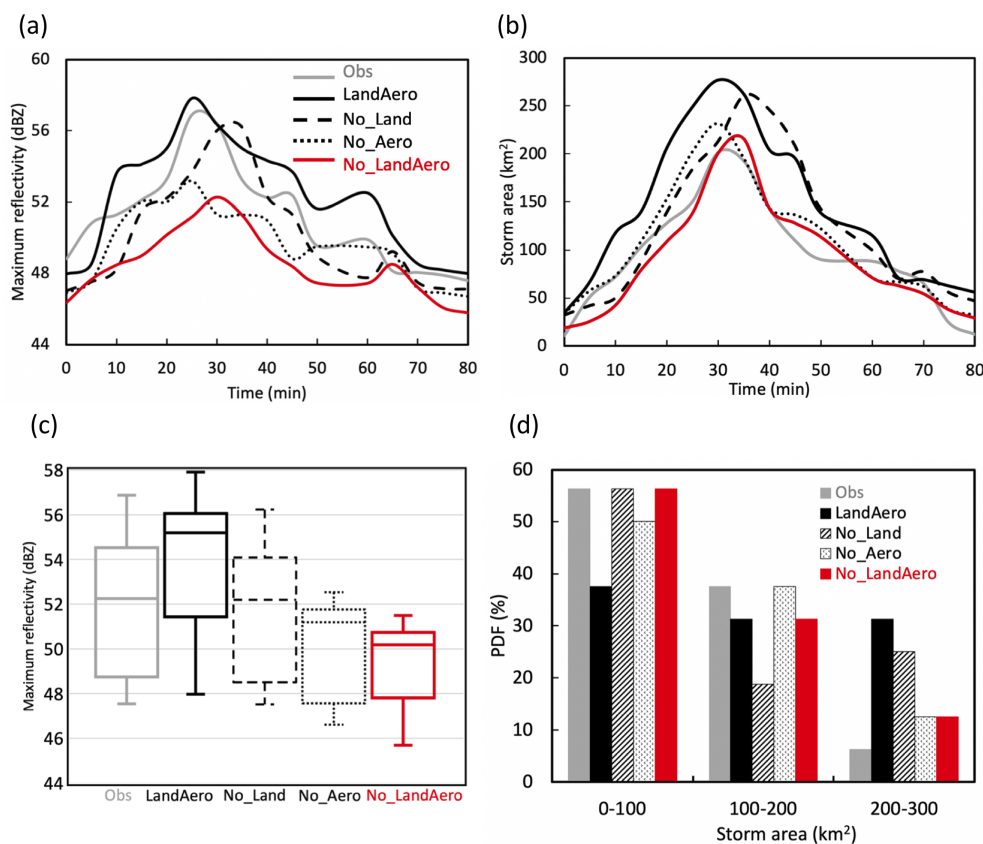 (a)
60
56
52
48
44
Maximum reflectivity (dBZ)
Obs
LandAero
No_Land
No_Aero
No_LandAero
0 10 20 30 40 50 60 70 80
Time (min)
(b)
300
250
200
150
100
50
0
Storm area (km²)
0 10 20 30 40 50 60 70 80
Time (min)
(c)
58
56
54
52
50
48
46
44
Maximum reflectivity (dBZ)
Obs LandAero No_Land No_Aero No_LandAero
(d)
60
50
40
30
20
10
0
PDF (%)
Obs
LandAero
No_Land
No_Aero
No_LandAero
0-100 100-200 200-300
Storm area (km²)